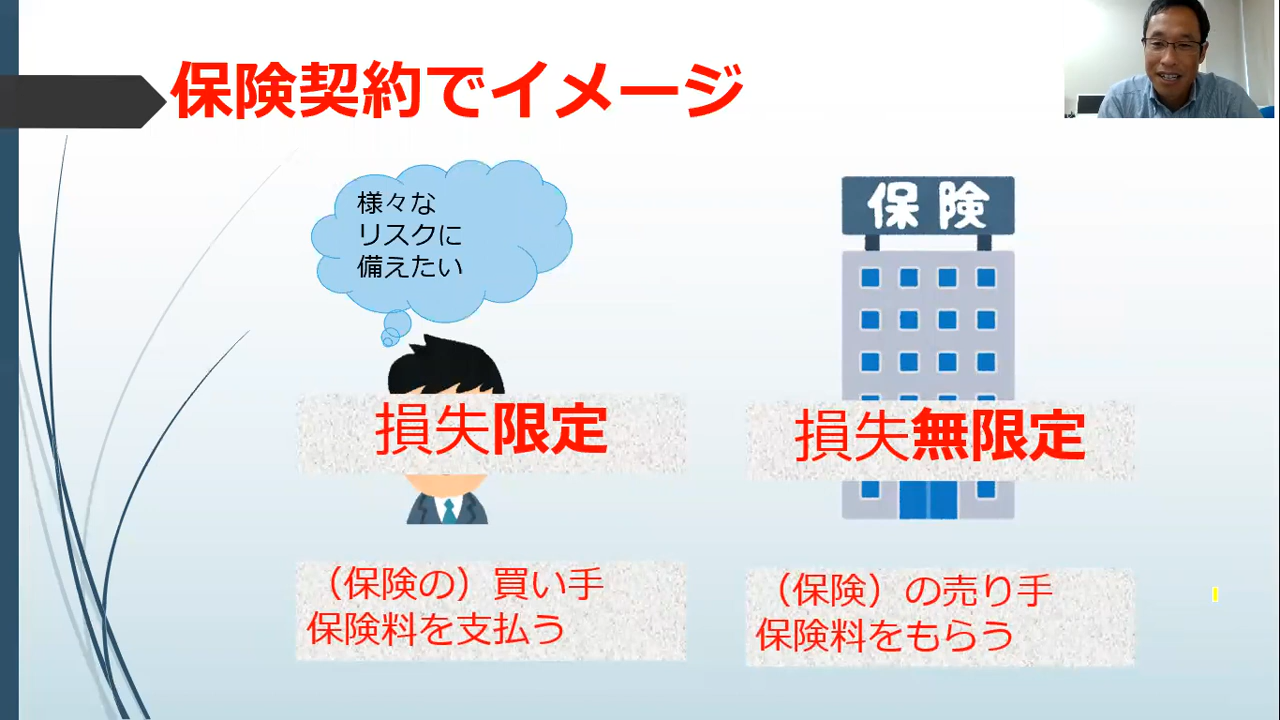 保険契約でイメージ
様々な
リスクに
備えたい
保険
損失限定
損失無限定
（保険の）買い手
保険料を支払う
（保険）の売り手
保険料をもらう